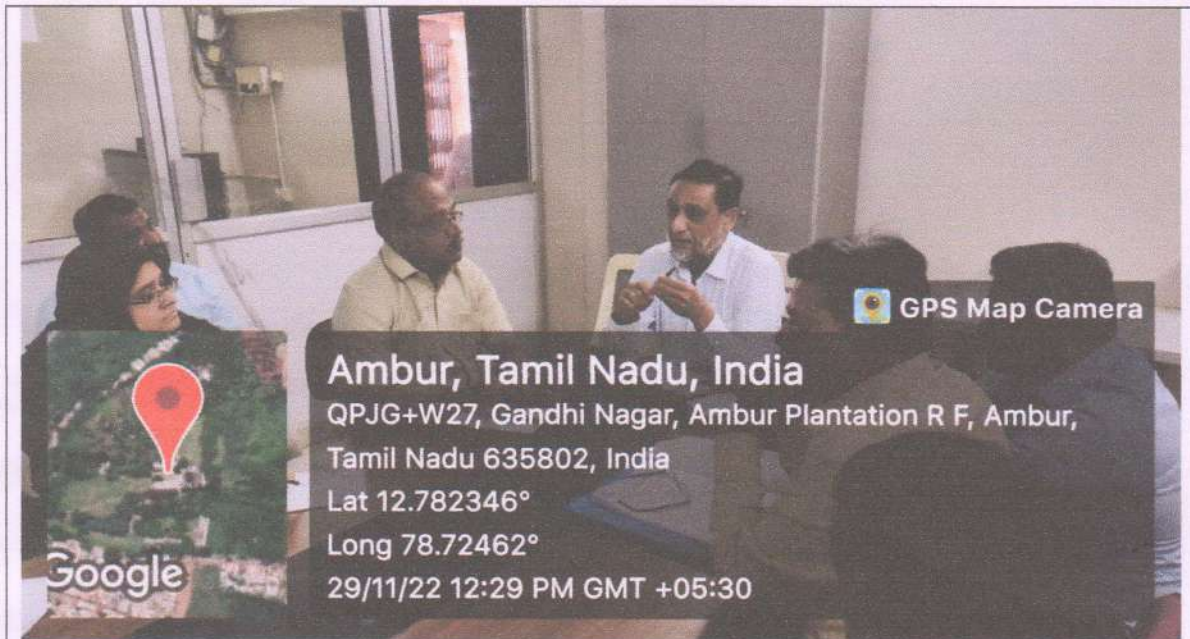 GPS Map Camera
Ambur, Tamil Nadu, India
QPJG+W27, Gandhi Nagar, Ambur Plantation R F, Ambur,
Tamil Nadu 635802, India
Lat 12.782346°
Long 78.72462°
29/11/22 12:29 PM GMT +05:30
Google